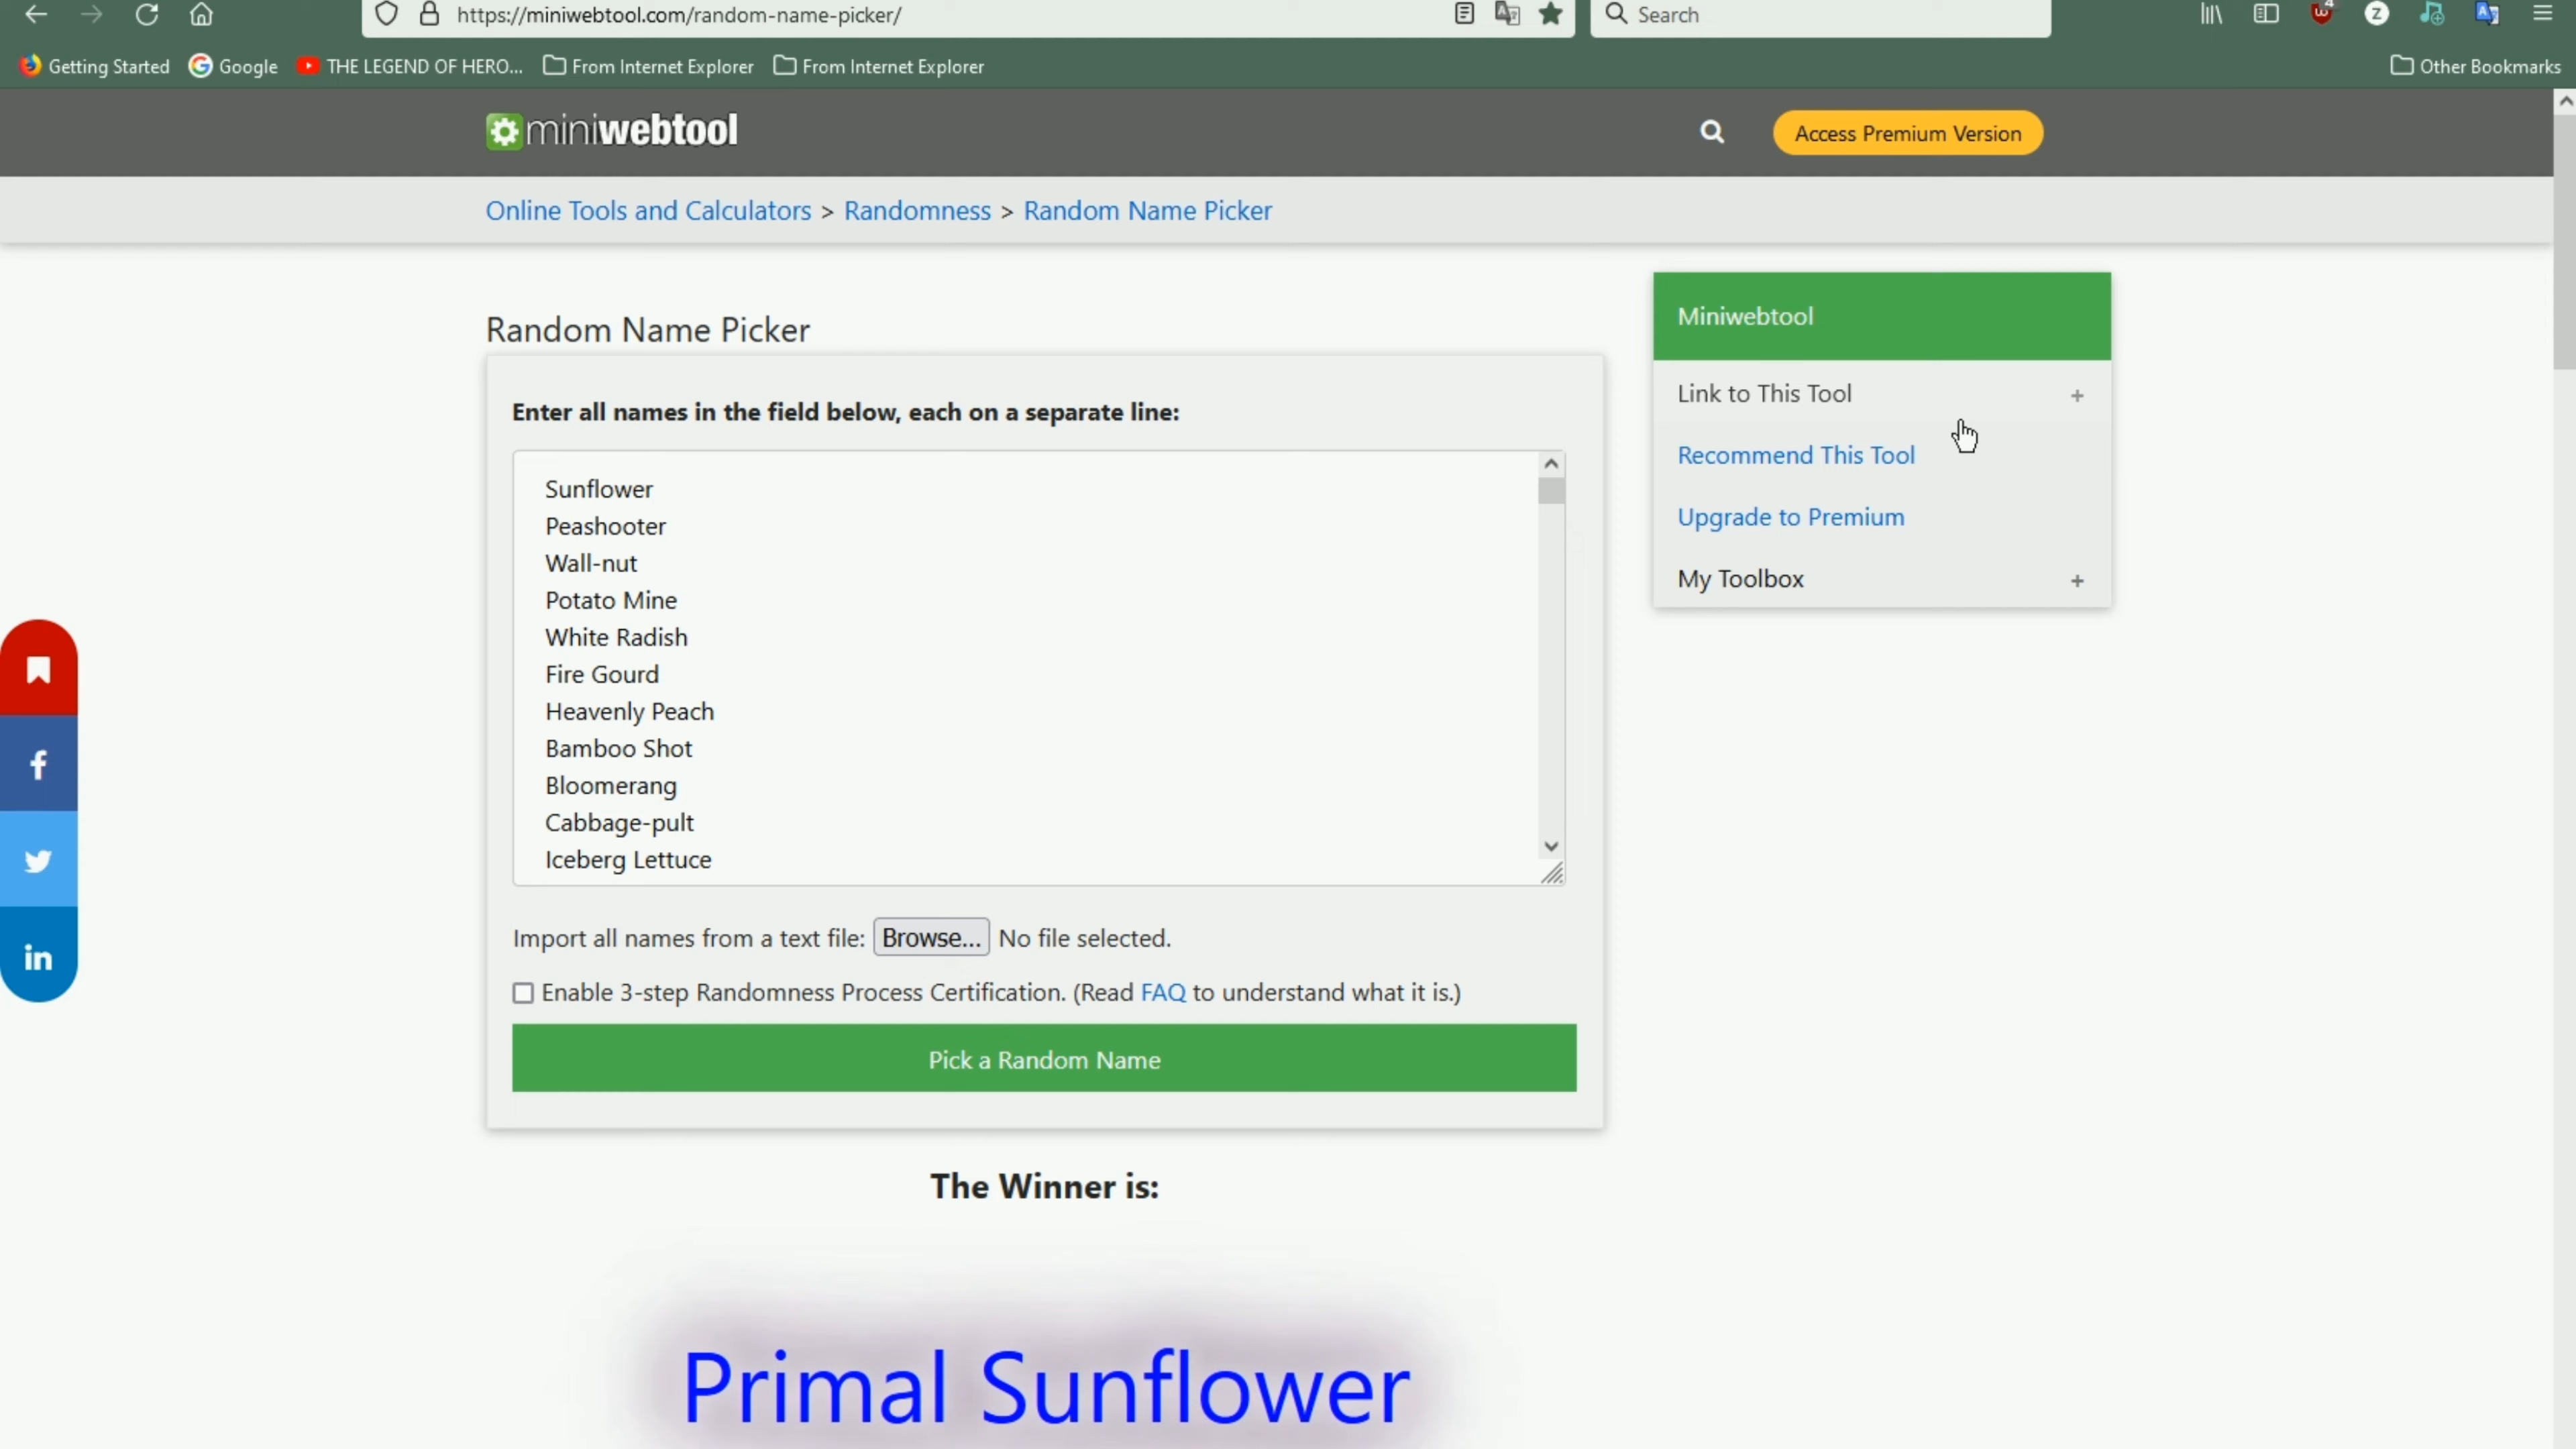 https://miniwebtool.com/random-name-picker/
Search
4
Z
Getting Started
Google
THE LEGEND OF HERO...
From Internet Explorer
From Internet Explorer
Other Bookmarks
miniwebtool
Access Premium Version
Online Tools and Calculators > Randomness > Random Name Picker
Random Name Picker
Enter all names in the field below, each on a separate line:
Sunflower
Peashooter
Wall-nut
Potato Mine
White Radish
Fire Gourd
Heavenly Peach
Bamboo Shot
Bloomerang
Cabbage-pult
Iceberg Lettuce
Import all names from a text file: Browse... No file selected.
Enable 3-step Randomness Process Certification. (Read FAQ to understand what it is.)
Pick a Random Name
The Winner is:
Primal Sunflower
Miniwebtool
Link to This Tool +
Recommend This Tool
Upgrade to Premium
My Toolbox +
f
in